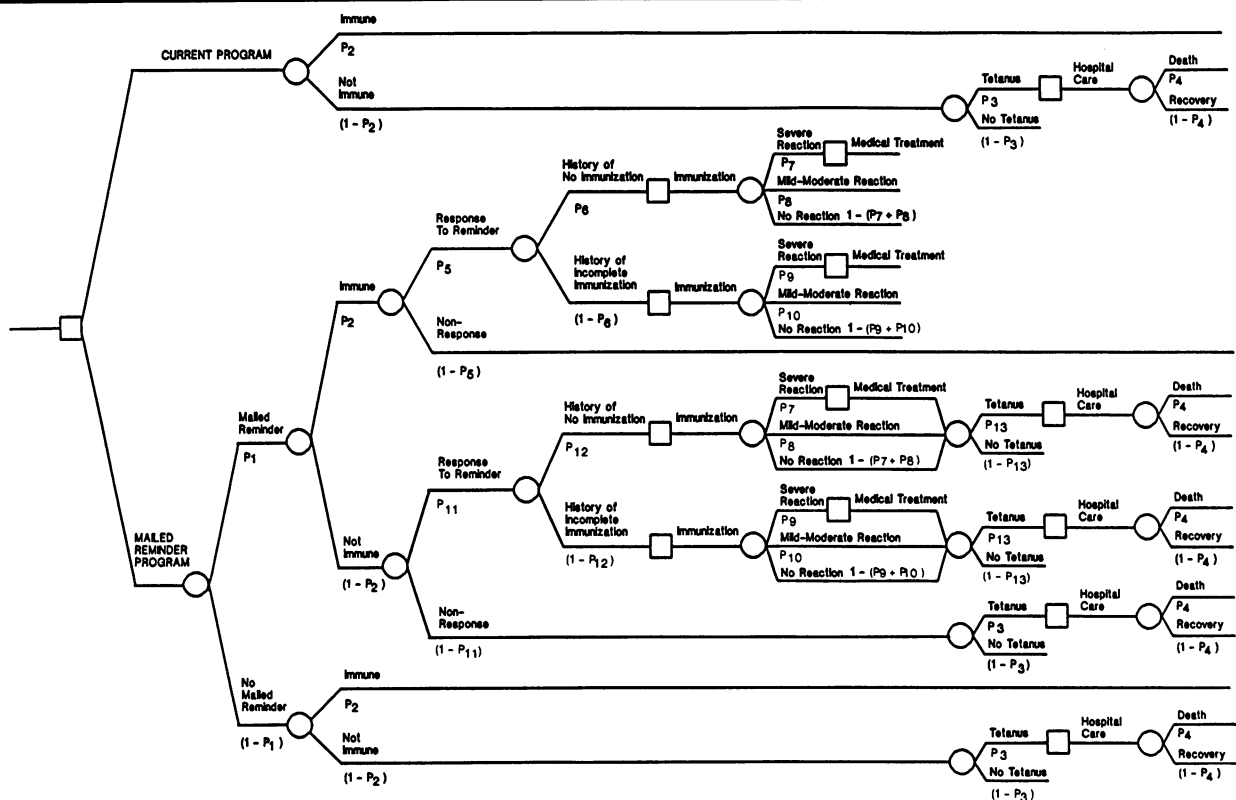 Immune
P2
CURRENT PROGRAM
Not
Immune
(1 - P2)
Tetanus
P3
No Tetanus
(1 - P3)
Hospital
Care
Death
P4
Recovery
(1 - P4)
MAILED
REMINDER
PROGRAM
Mailed
Reminder
P1
Immune
P2
Response
To Reminder
P5
History of
No Immunization
P6
Immunization
Severe
Reaction
P7
Medical Treatment
Mild-Moderate Reaction
P8
No Reaction 1 - (P7 + P8)
History of
Incomplete
Immunization
(1 - P6)
Immunization
Severe
Reaction
P9
Medical Treatment
Mild-Moderate Reaction
P10
No Reaction 1 - (P9 + P10)
Non-
Response
(1 - P5)
Not
Immune
(1 - P2)
Response
To Reminder
P11
History of
No Immunization
P12
Immunization
Severe
Reaction
P7
Medical Treatment
Mild-Moderate Reaction
P8
No Reaction 1 - (P7 + P8)
Tetanus
P13
No Tetanus
(1 - P13)
Hospital
Care
Death
P4
Recovery
(1 - P4)
History of
Incomplete
Immunization
(1 - P12)
Immunization
Severe
Reaction
P9
Medical Treatment
Mild-Moderate Reaction
P10
No Reaction 1 - (P9 + P10)
Tetanus
P13
No Tetanus
(1 - P13)
Hospital
Care
Death
P4
Recovery
(1 - P4)
Non-
Response
(1 - P11)
Tetanus
P3
No Tetanus
(1 - P3)
Hospital
Care
Death
P4
Recovery
(1 - P4)
No
Mailed
Reminder
(1 - P1)
Immune
P2
Not
Immune
(1 - P2)
Tetanus
P3
No Tetanus
(1 - P3)
Hospital
Care
Death
P4
Recovery
(1 - P4)